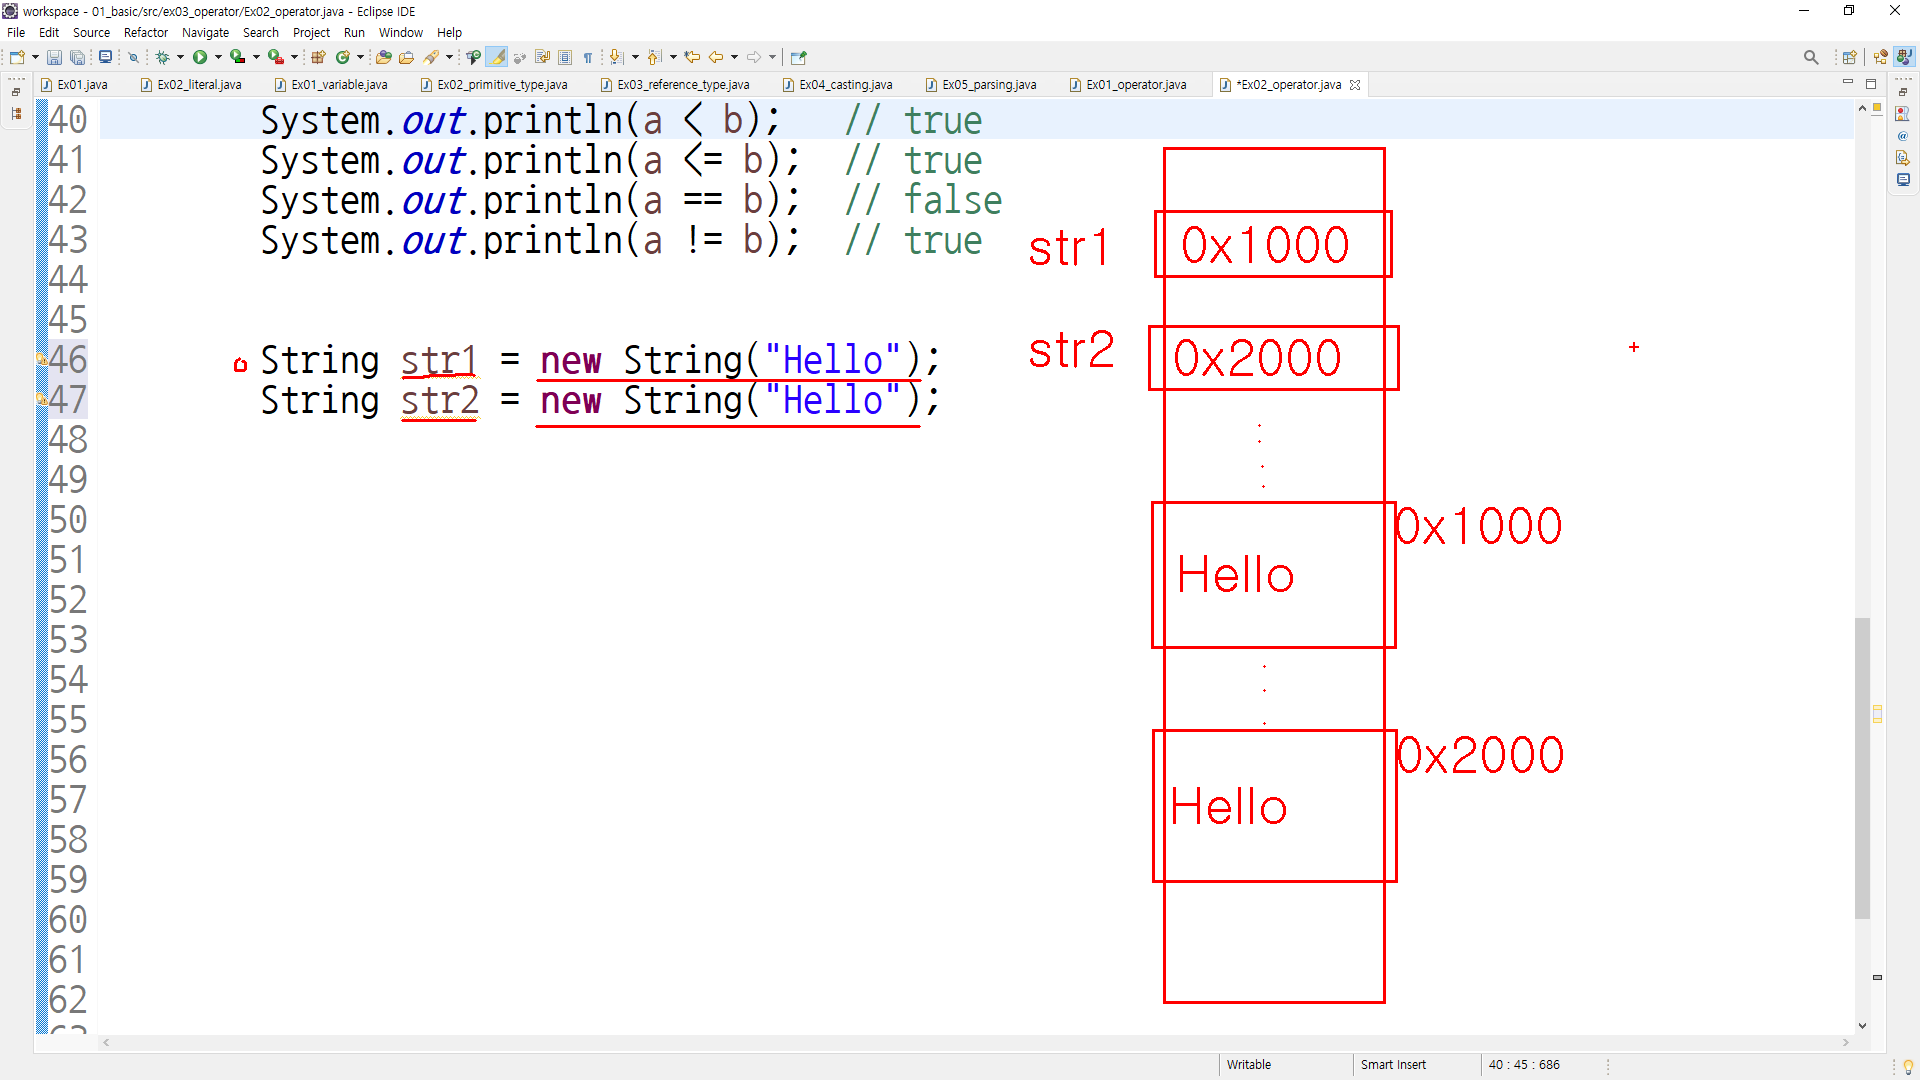 workspace - 01_basic/src/ex03_operator/Ex02_operator.java - Eclipse IDE
File Edit Source Refactor Navigate Search Project Run Window Help
Ex01.java Ex02_literal.java Ex01_variable.java Ex02_primitive_type.java Ex03_reference_type.java Ex04_casting.java Ex05_parsing.java Ex01_operator.java *Ex02_operator.java
40 System.out.println(a < b); // true
41 System.out.println(a <= b); // true
42 System.out.println(a == b); // false
43 System.out.println(a != b); // true
44
45
46 String str1 = new String("Hello");
47 String str2 = new String("Hello");
48
49
50
51
52
53
54
55
56
57
58
59
60
61
62
63
str1 0x1000
str2 0x2000
0x1000
Hello
0x2000
Hello
Writable Smart Insert 40 : 45 : 686